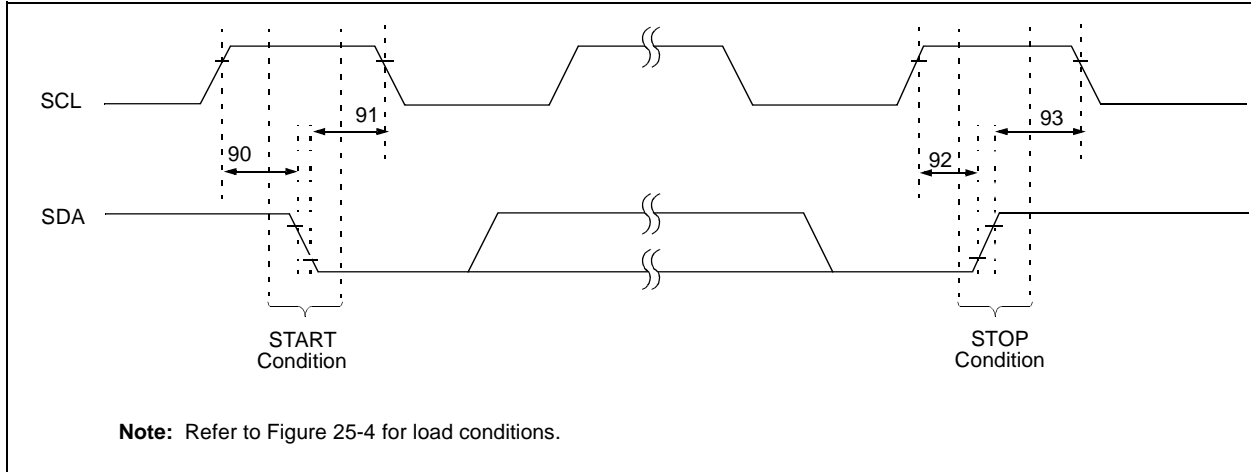 SCL
91
93
90
92
SDA
START
Condition
STOP
Condition
Note: Refer to Figure 25-4 for load conditions.